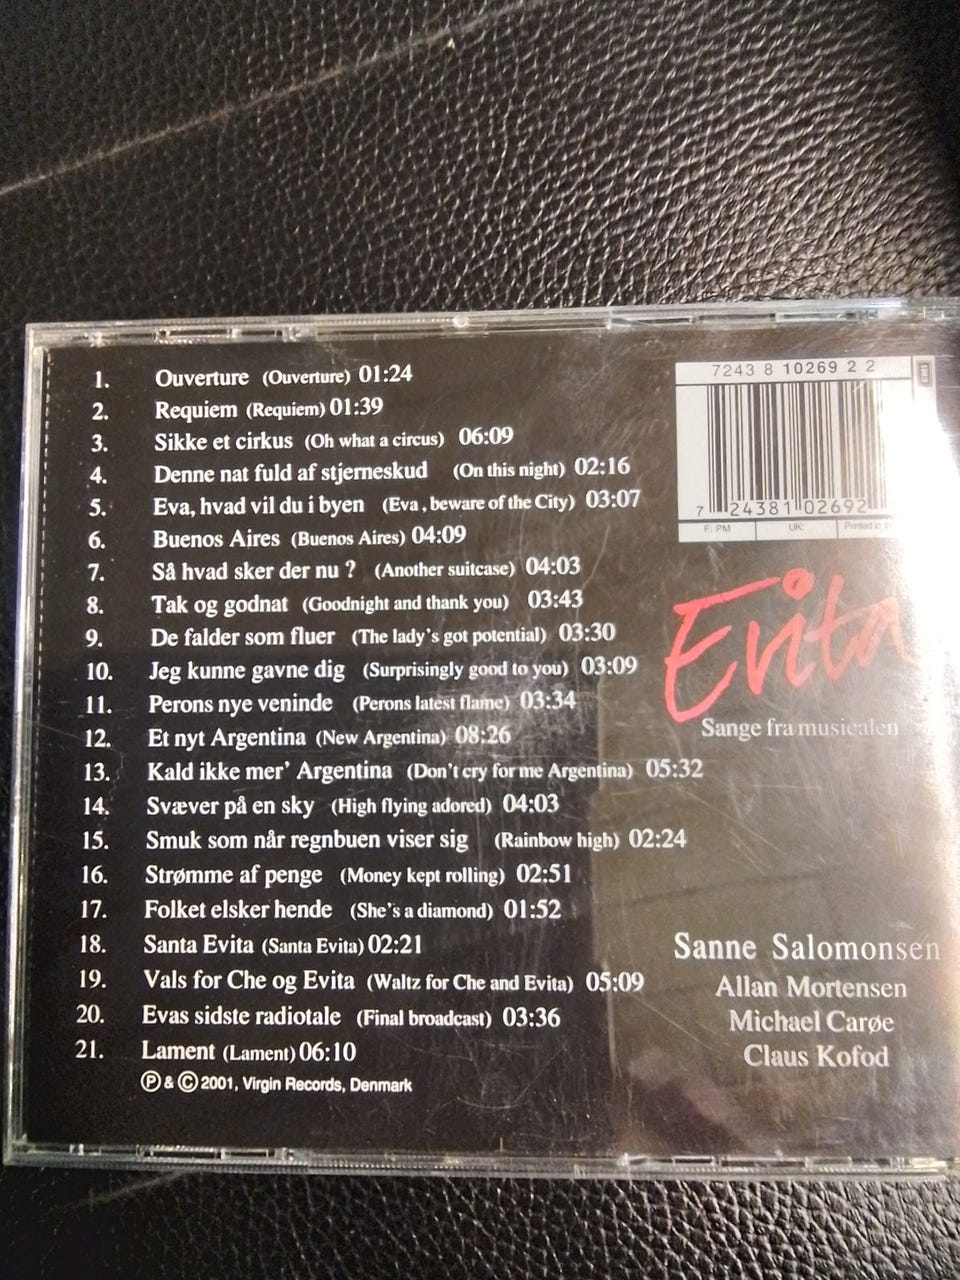 1. Ouverture (Ouverture) 01:24
2. Requiem (Requiem) 01:39
3. Sikke et cirkus (Oh what a circus) 06:09
4. Denne nat fuld af stjerneskud (On this night) 02:16
5. Eva, hvad vil du i byen (Eva, beware of the City) 03:07
6. Buenos Aires (Buenos Aires) 04:09
7. Så hvad sker der nu ? (Another suitcase) 04:03
8. Tak og godnat (Goodnight and thank you) 03:43
9. De falder som fluer (The lady's got potential) 03:30
10. Jeg kunne gavne dig (Surprisingly good to you) 03:09
11. Perons nye veninde (Perons latest flame) 03:34
12. Et nyt Argentina (New Argentina) 08:26
13. Kald ikke mer' Argentina (Don't cry for me Argentina) 05:32
14. Svæver på en sky (High flying adored) 04:03
15. Smuk som når regnbuen viser sig (Rainbow high) 02:24
16. Strømme af penge (Money kept rolling) 02:51
17. Folket elsker hende (She's a diamond) 01:52
18. Santa Evita (Santa Evita) 02:21
19. Vals for Che og Evita (Waltz for Che and Evita) 05:09
20. Evas sidste radiotale (Final broadcast) 03:36
21. Lament (Lament) 06:10
Ⓟ & © 2001, Virgin Records, Denmark
7243 8 10269 2 2
7 24381 02692
F: PM UK: Printed in
Evita
Sange fra musicalen
Sanne Salomonsen
Allan Mortensen
Michael Carøe
Claus Kofod